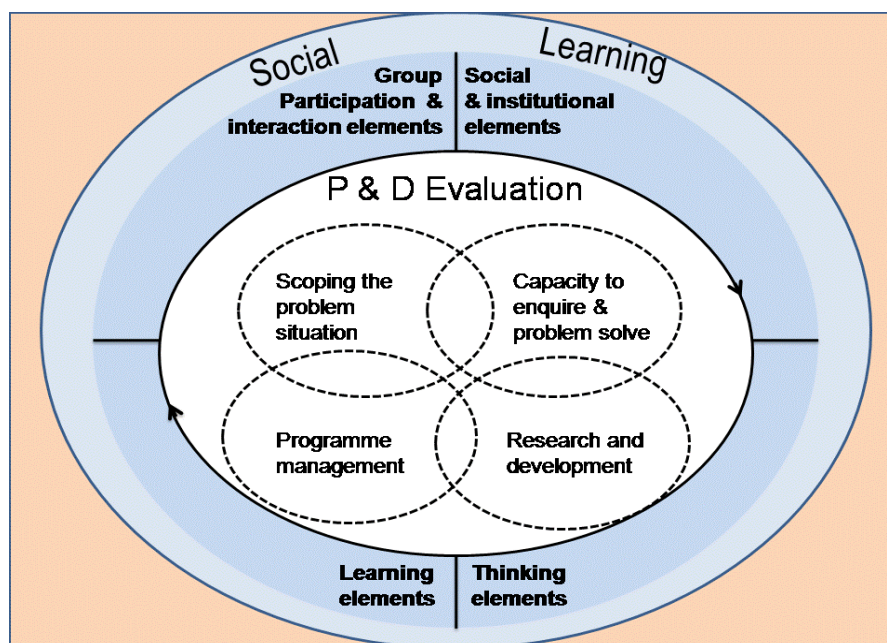 Social
Learning
Group
Participation &
interaction elements
Social
& institutional
elements
P & D Evaluation
Scoping the
problem
situation
Capacity to
enquire &
problem solve
Programme
management
Research and
development
Learning
elements
Thinking
elements